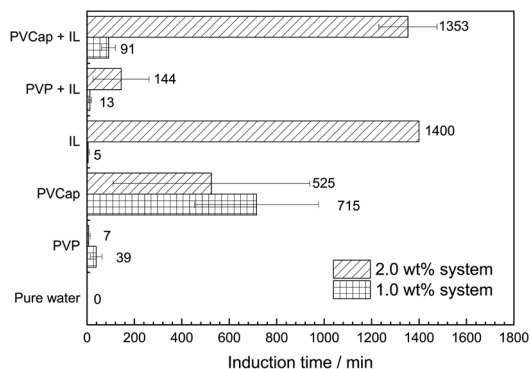 PVCap + IL
1353
91
PVP + IL
144
13
IL
1400
5
PVCap
525
715
PVP
7
39
Pure water
0
2.0 wt% system
1.0 wt% system
0 200 400 600 800 1000 1200 1400 1600 1800
Induction time / min